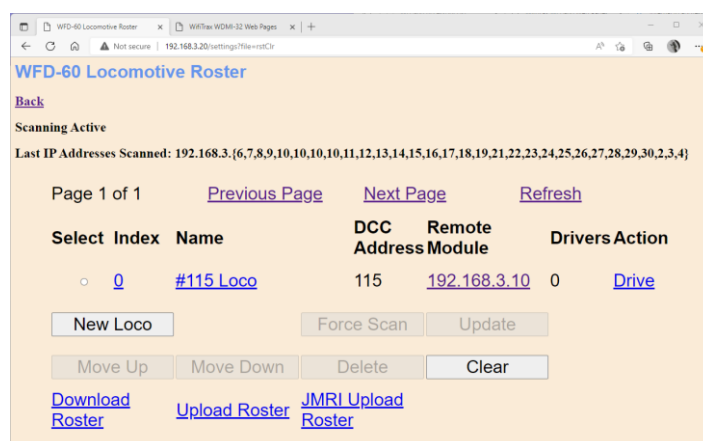 WFD-60 Locomotive Roster
WifiTrax WDMI-32 Web Pages
Not secure | 192.168.3.20/settings?file=rstClr
WFD-60 Locomotive Roster
Back
Scanning Active
Last IP Addresses Scanned: 192.168.3.{6,7,8,9,10,10,10,10,11,12,13,14,15,16,17,18,19,21,22,23,24,25,26,27,28,29,30,2,3,4}
Page 1 of 1 Previous Page Next Page Refresh
Select Index Name DCC Address Remote Module Drivers Action
0 #115 Loco 115 192.168.3.10 0 Drive
New Loco Force Scan Update
Move Up Move Down Delete Clear
Download Roster Upload Roster JMRI Upload Roster